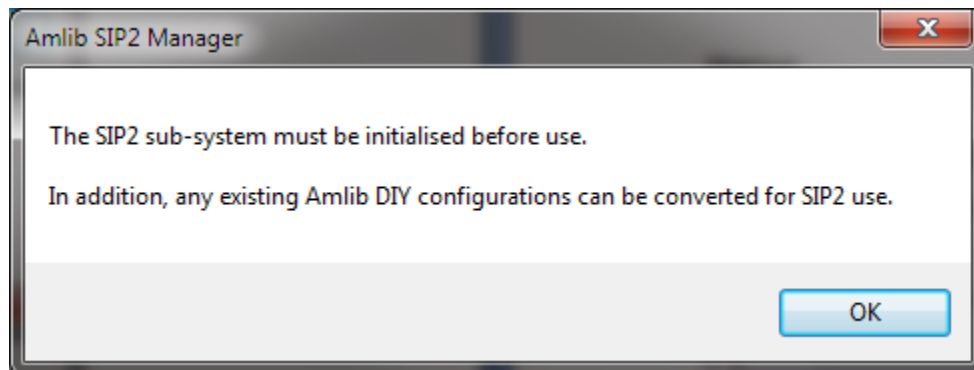 Amlib SIP2 Manager
The SIP2 sub-system must be initialised before use.
In addition, any existing Amlib DIY configurations can be converted for SIP2 use.
OK